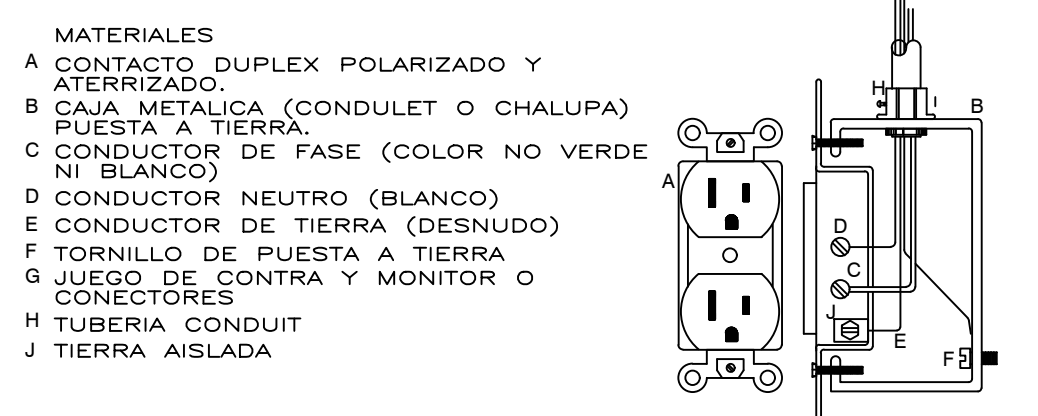 MATERIALES
A CONTACTO DUPLEX POLARIZADO Y
ATERRIZADO.
B CAJA METALICA (CONDULET O CHALUPA)
PUESTA A TIERRA.
C CONDUCTOR DE FASE (COLOR NO VERDE
NI BLANCO)
D CONDUCTOR NEUTRO (BLANCO)
E CONDUCTOR DE TIERRA (DESNUDO)
F TORNILLO DE PUESTA A TIERRA
G JUEGO DE CONTRA Y MONITOR O
CONECTORES
H TUBERIA CONDUIT
J TIERRA AISLADA
H
I
B
A
D
C
J
E
F